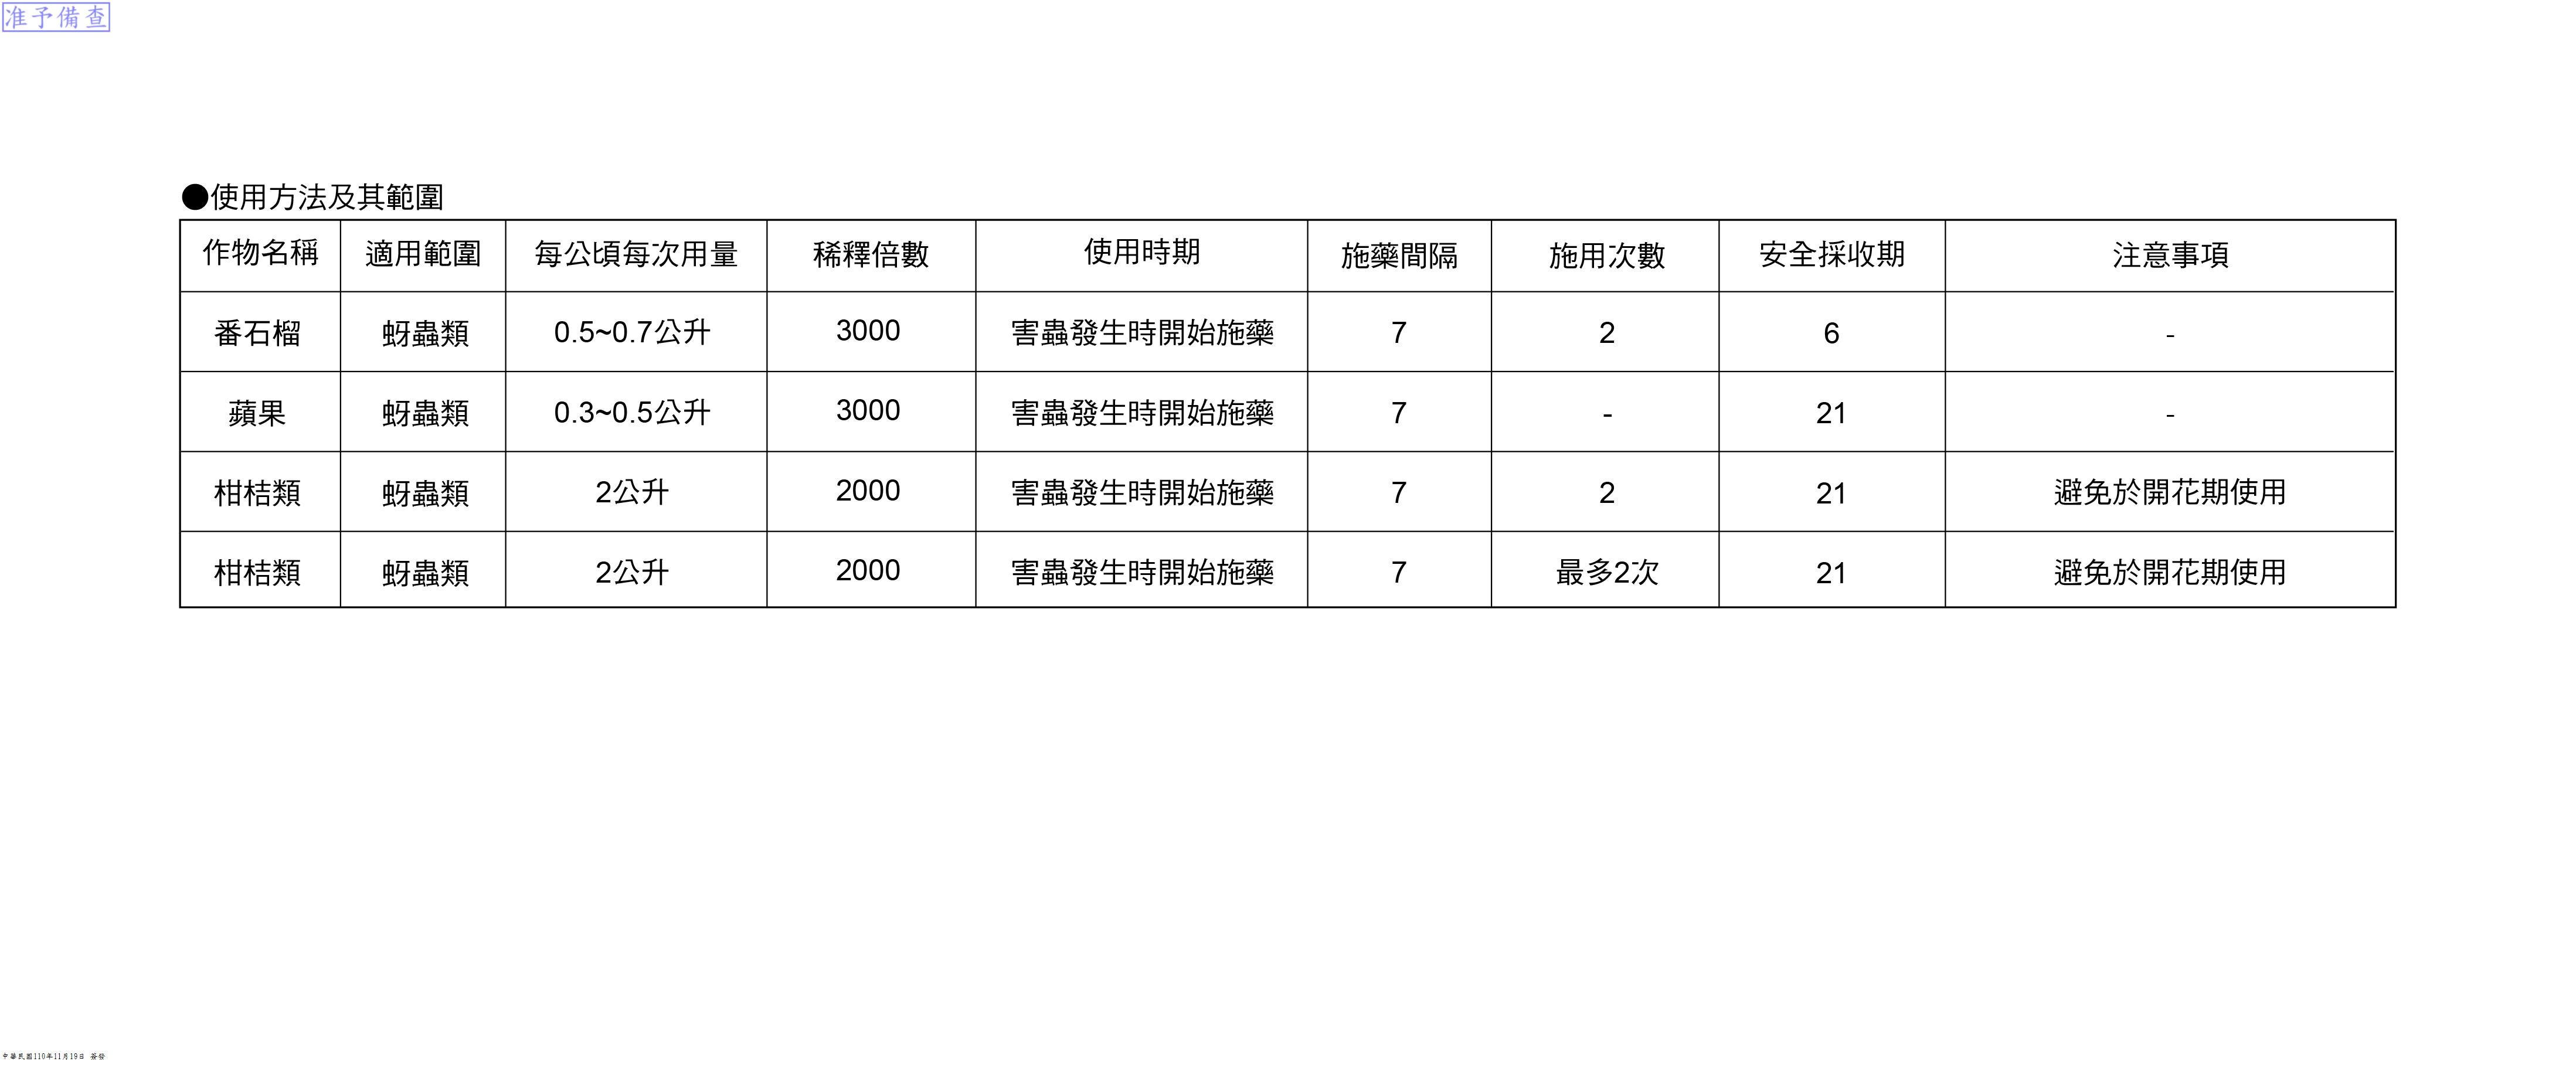 准予備查
●使用方法及其範圍
作物名稱 適用範圍 每公頃每次用量 稀釋倍數 使用時期 施藥間隔 施用次數 安全採收期 注意事項
番石榴 蚜蟲類 0.5~0.7公升 3000 害蟲發生時開始施藥 7 2 6 -
蘋果 蚜蟲類 0.3~0.5公升 3000 害蟲發生時開始施藥 7 - 21 -
柑桔類 蚜蟲類 2公升 2000 害蟲發生時開始施藥 7 2 21 避免於開花期使用
柑桔類 蚜蟲類 2公升 2000 害蟲發生時開始施藥 7 最多2次 21 避免於開花期使用
中華民國110年11月19日 簽發